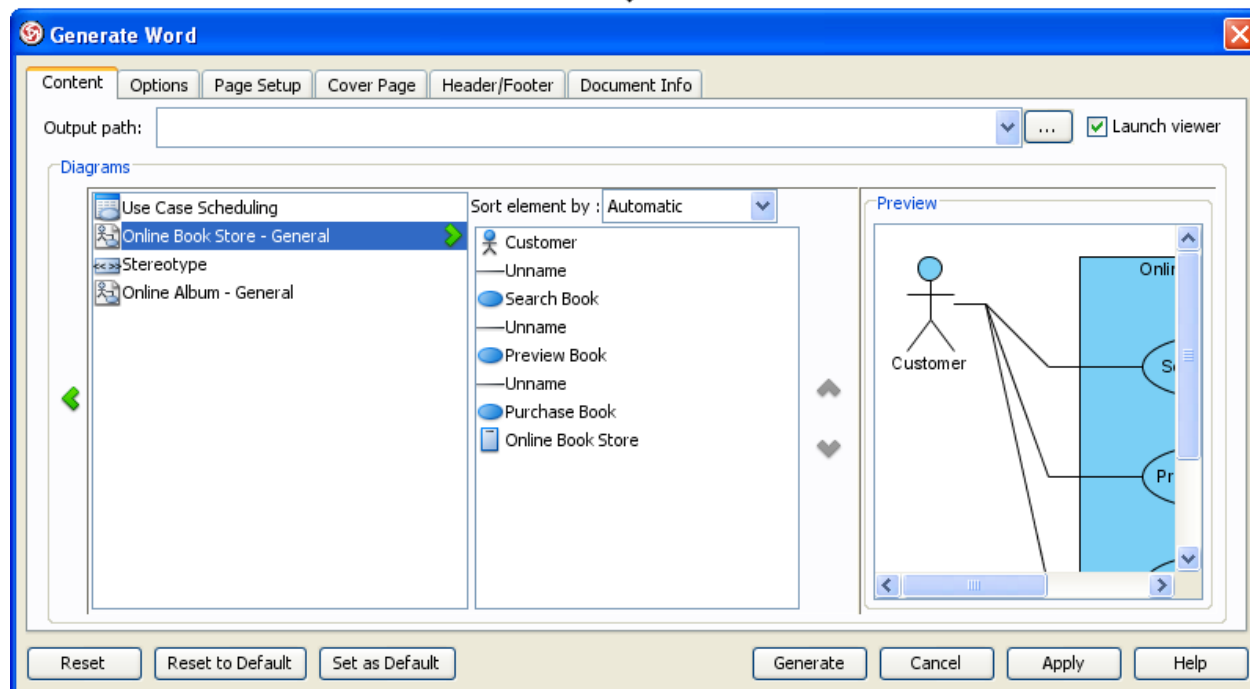 Generate Word
Content Options Page Setup Cover Page Header/Footer Document Info
Output path: ... Launch viewer
Diagrams
Use Case Scheduling
Online Book Store - General
Stereotype
Online Album - General
Sort element by : Automatic
Customer
Unname
Search Book
Unname
Preview Book
Unname
Purchase Book
Online Book Store
Preview
Onlin
Customer
Se
Pr
Reset Reset to Default Set as Default Generate Cancel Apply Help